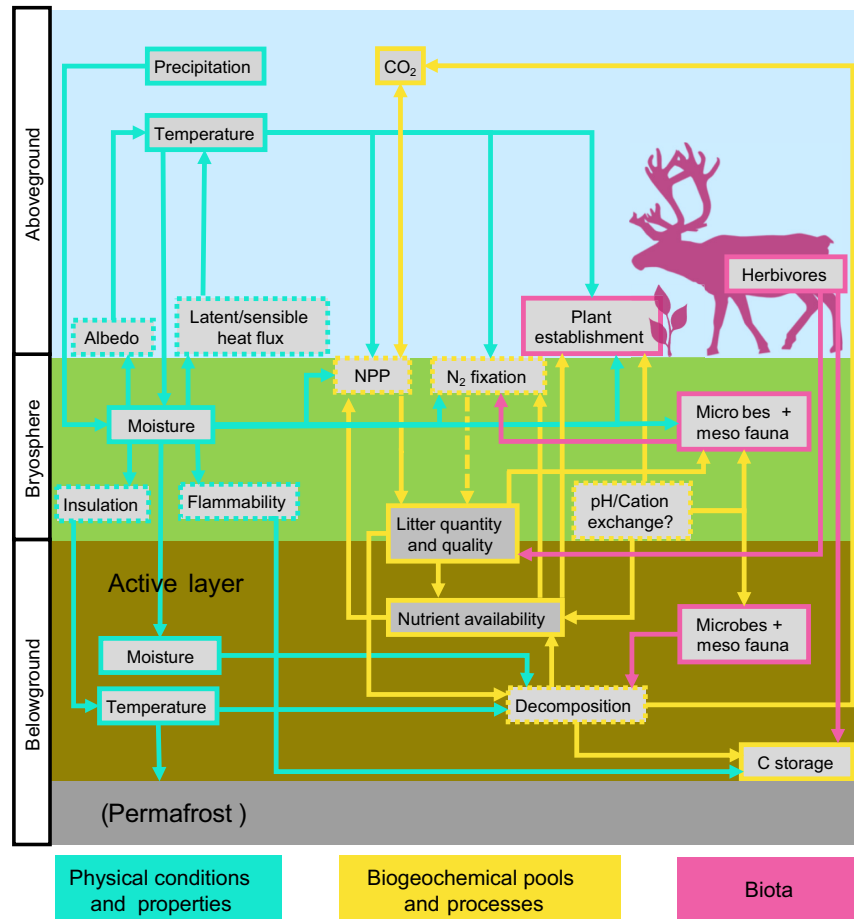 Aboveground
Precipitation
CO₂
Temperature
Herbivores
Albedo
Latent/sensible
heat flux
Plant
establishment
Bryosphere
NPP
N₂ fixation
Moisture
Micro bes +
meso fauna
Insulation
Flammability
pH/Cation
exchange?
Litter quantity
and quality
Belowground
Active layer
Nutrient availability
Microbes +
meso fauna
Moisture
Temperature
Decomposition
C storage
(Permafrost )
Physical conditions
and properties
Biogeochemical pools
and processes
Biota